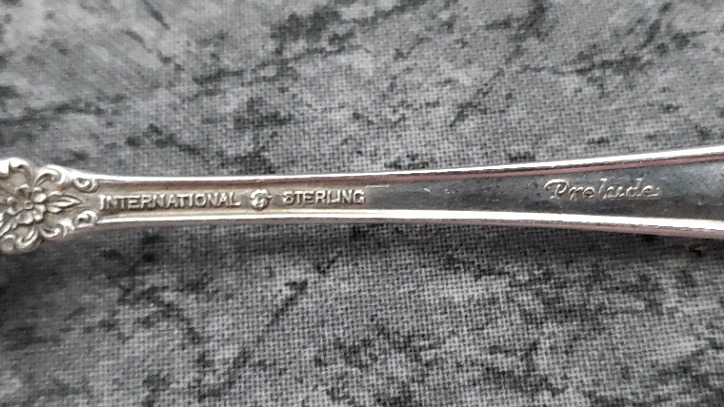 INTERNATIONAL S STERLING Prelude